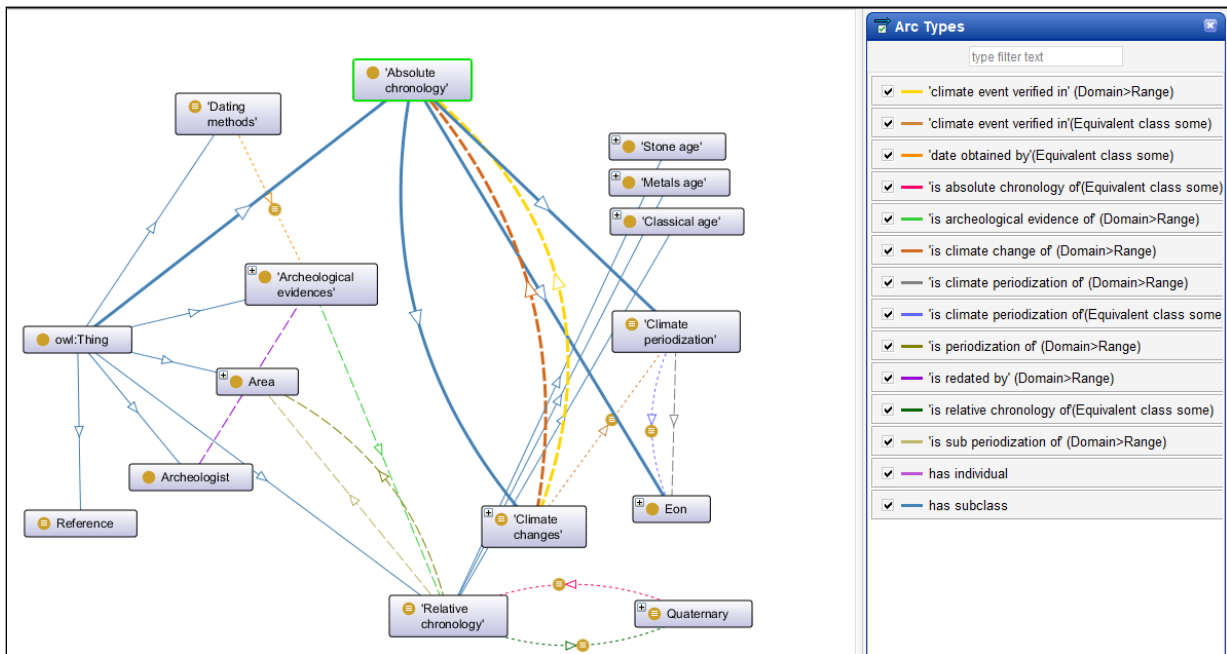 'Absolute
chronology'
'Dating
methods'
'Stone age'
'Metals age'
'Classical age'
'Archeological
evidences'
owl:Thing
'Climate
periodization'
Area
Archeologist
Reference
'Climate
changes'
Eon
'Relative
chronology'
Quaternary
Arc Types
type filter text
'climate event verified in' (Domain>Range)
'climate event verified in'(Equivalent class some)
'date obtained by'(Equivalent class some)
'is absolute chronology of'(Equivalent class some)
'is archeological evidence of' (Domain>Range)
'is climate change of' (Domain>Range)
'is climate periodization of' (Domain>Range)
'is climate periodization of'(Equivalent class some
'is periodization of' (Domain>Range)
'is redated by' (Domain>Range)
'is relative chronology of'(Equivalent class some)
'is sub periodization of' (Domain>Range)
has individual
has subclass